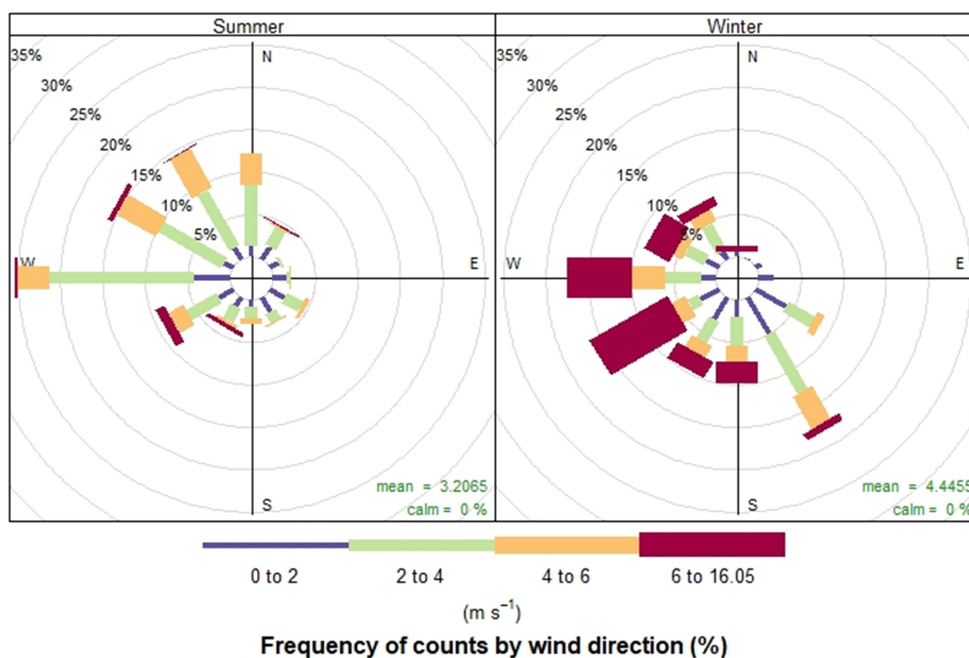 Summer
Winter
35%
30%
25%
20%
15%
10%
5%
N
W
E
S
mean = 3.2065
calm = 0 %
35%
30%
25%
20%
15%
10%
5%
N
W
E
S
mean = 4.4455
calm = 0 %
0 to 2
2 to 4
4 to 6
6 to 16.05
(m s⁻¹)
Frequency of counts by wind direction (%)